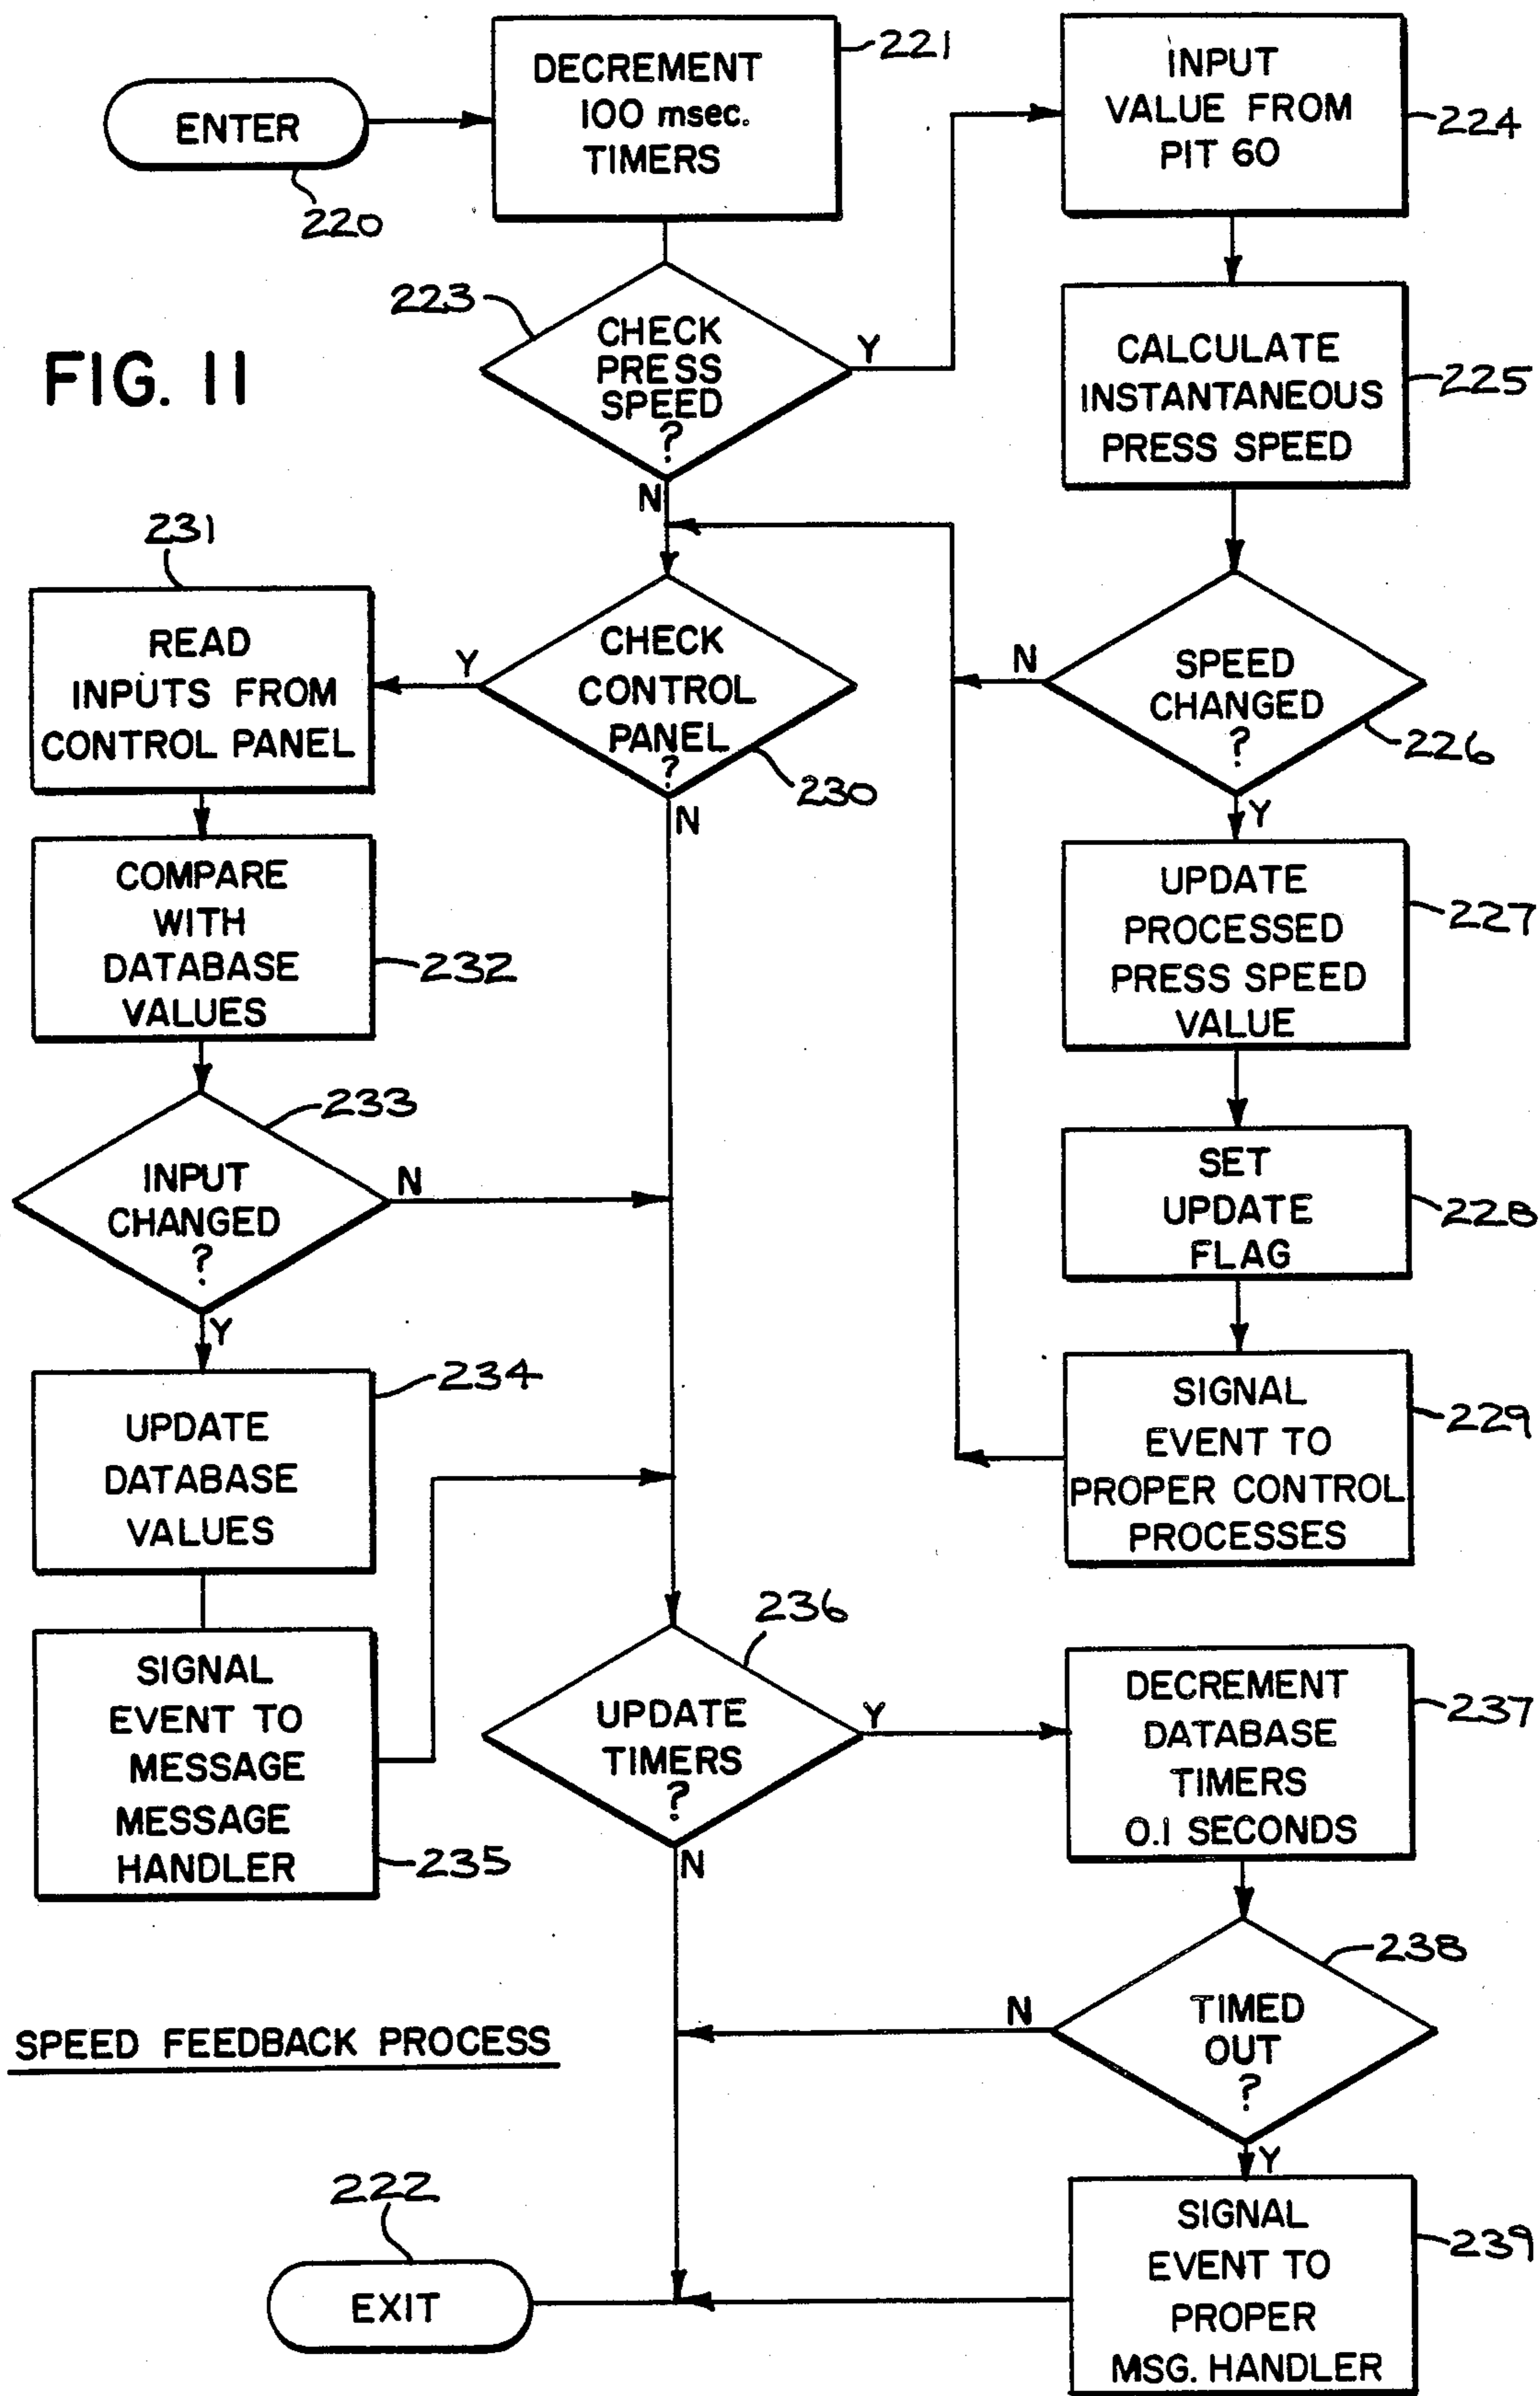 ENTER
220
DECREMENT
100 msec.
TIMERS
221
INPUT
VALUE FROM
PIT 60
224
FIG. 11
223
CHECK
PRESS
SPEED
?
Y
N
CALCULATE
INSTANTANEOUS
PRESS SPEED
225
231
READ
INPUTS FROM
CONTROL PANEL
Y
CHECK
CONTROL
PANEL
?
230
N
N
SPEED
CHANGED
?
226
Y
COMPARE
WITH
DATABASE
VALUES
232
UPDATE
PROCESSED
PRESS SPEED
VALUE
227
233
INPUT
CHANGED
?
N
Y
SET
UPDATE
FLAG
228
234
UPDATE
DATABASE
VALUES
SIGNAL
EVENT TO
PROPER CONTROL
PROCESSES
229
SIGNAL
EVENT TO
MESSAGE
MESSAGE
HANDLER
235
236
UPDATE
TIMERS
?
Y
N
DECREMENT
DATABASE
TIMERS
0.1 SECONDS
237
238
N
TIMED
OUT
?
Y
SPEED FEEDBACK PROCESS
222
EXIT
SIGNAL
EVENT TO
PROPER
MSG. HANDLER
239